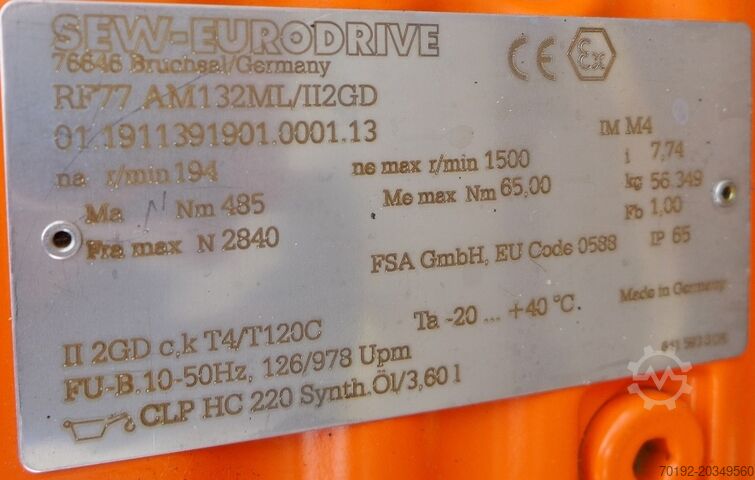 SEW-EURODRIVE
76646 Bruchsal/Germany
CE Ex
RF77 AM132ML/II2GD
01.1911391901.0001.13
IM M4
na r/min 194
ne max r/min 1500
i 7,74
Ma Nm 485
Me max Nm 65,00
kg 56.349
Fra max N 2840
Fb 1,00
FSA GmbH, EU Code 0588
IP 65
II 2GD c,k T4/T120C
Ta -20 ... +40 °C.
Made in Germany
FU-B.10-50Hz, 126/978 Upm
CLP HC 220 Synth.Öl/3,60 l
70192-20349560